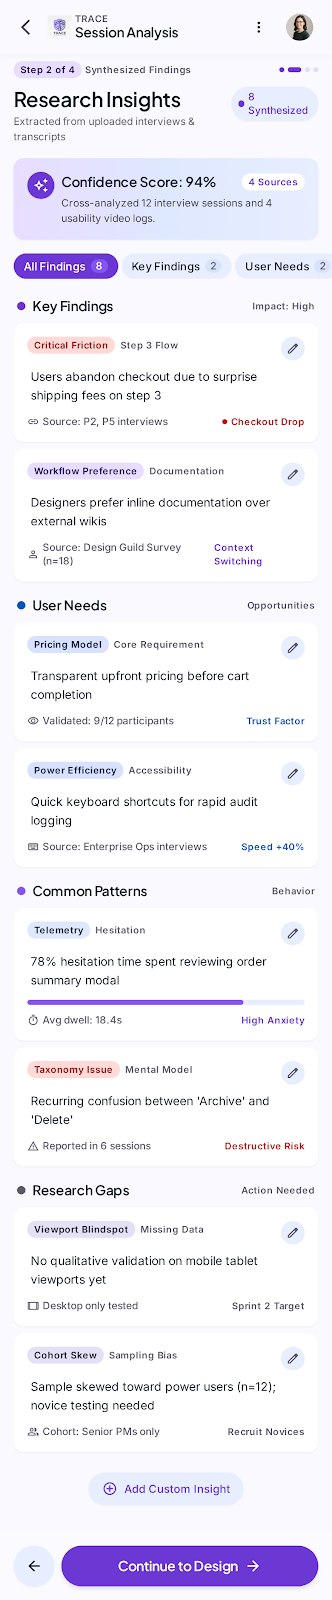 TRACE
TRACE
Session Analysis
Step 2 of 4
Synthesized Findings
Research Insights
8
Synthesized
Extracted from uploaded interviews &
transcripts
Confidence Score: 94%
4 Sources
Cross-analyzed 12 interview sessions and 4
usability video logs.
All Findings 8
Key Findings 2
User Needs 2
Key Findings
Impact: High
Critical Friction
Step 3 Flow
Users abandon checkout due to surprise
shipping fees on step 3
Source: P2, P5 interviews
Checkout Drop
Workflow Preference
Documentation
Designers prefer inline documentation over
external wikis
Source: Design Guild Survey
(n=18)
Context
Switching
User Needs
Opportunities
Pricing Model
Core Requirement
Transparent upfront pricing before cart
completion
Validated: 9/12 participants
Trust Factor
Power Efficiency
Accessibility
Quick keyboard shortcuts for rapid audit
logging
Source: Enterprise Ops interviews
Speed +40%
Common Patterns
Behavior
Telemetry
Hesitation
78% hesitation time spent reviewing order
summary modal
Avg dwell: 18.4s
High Anxiety
Taxonomy Issue
Mental Model
Recurring confusion between 'Archive' and
'Delete'
Reported in 6 sessions
Destructive Risk
Research Gaps
Action Needed
Viewport Blindspot
Missing Data
No qualitative validation on mobile tablet
viewports yet
Desktop only tested
Sprint 2 Target
Cohort Skew
Sampling Bias
Sample skewed toward power users (n=12);
novice testing needed
Cohort: Senior PMs only
Recruit Novices
Add Custom Insight
Continue to Design